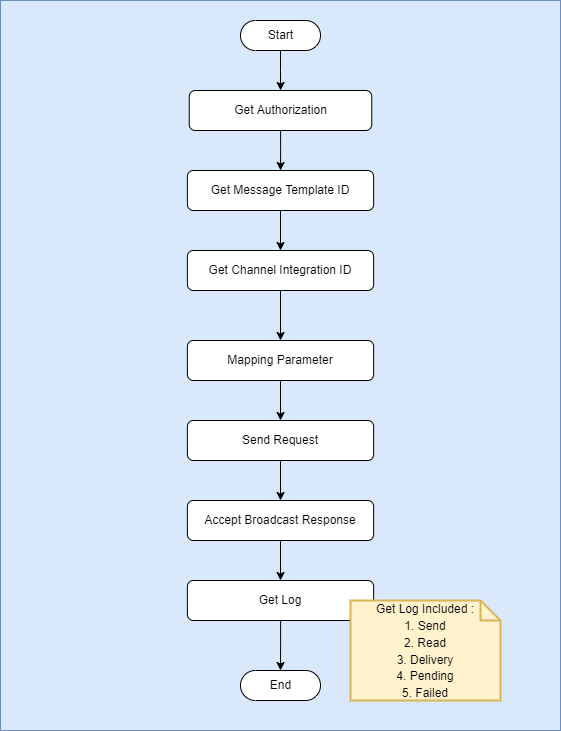 Start
Get Authorization
Get Message Template ID
Get Channel Integration ID
Mapping Parameter
Send Request
Accept Broadcast Response
Get Log
Get Log Included :
1. Send
2. Read
3. Delivery
4. Pending
5. Failed
End